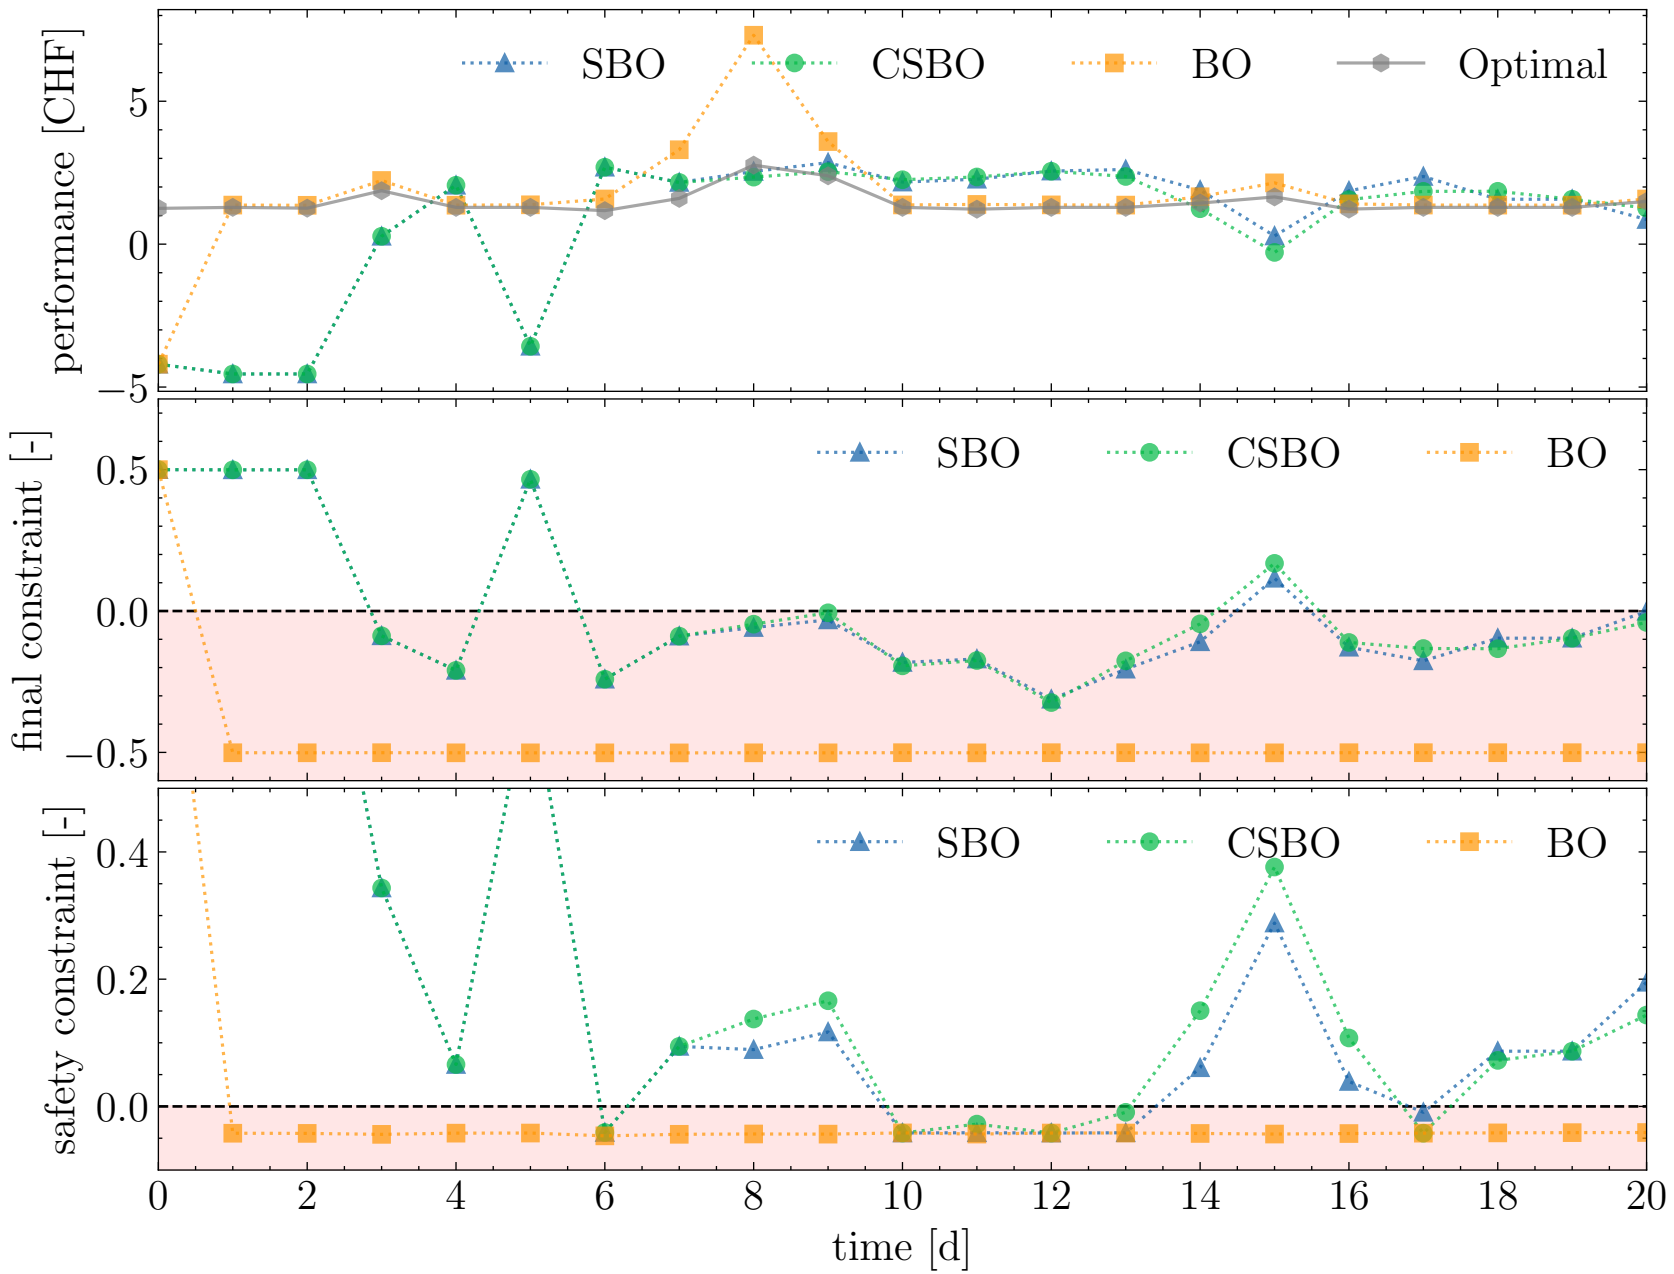 performance [CHF]
SBO CSBO BO Optimal
5
0
−5
final constraint [-]
SBO CSBO BO
0.5
0.0
−0.5
safety constraint [-]
SBO CSBO BO
0.4
0.2
0.0
0 2 4 6 8 10 12 14 16 18 20
time [d]